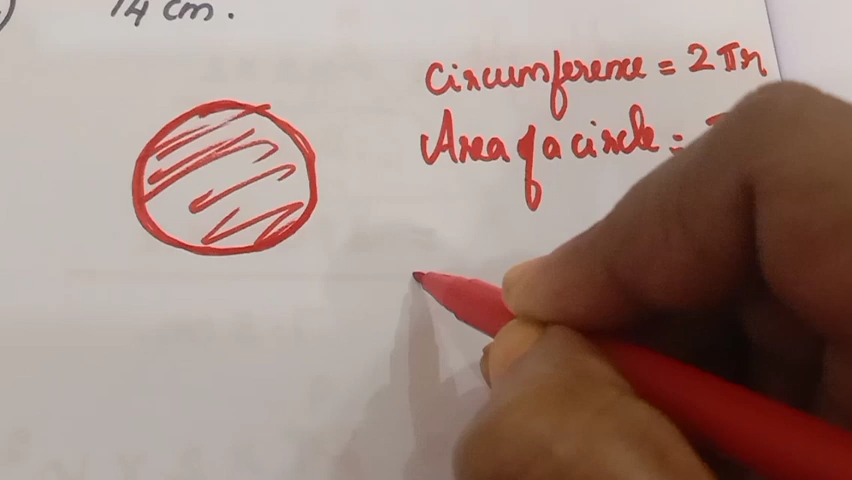 14 cm.
Circumference = 2πr
Area of a circle =